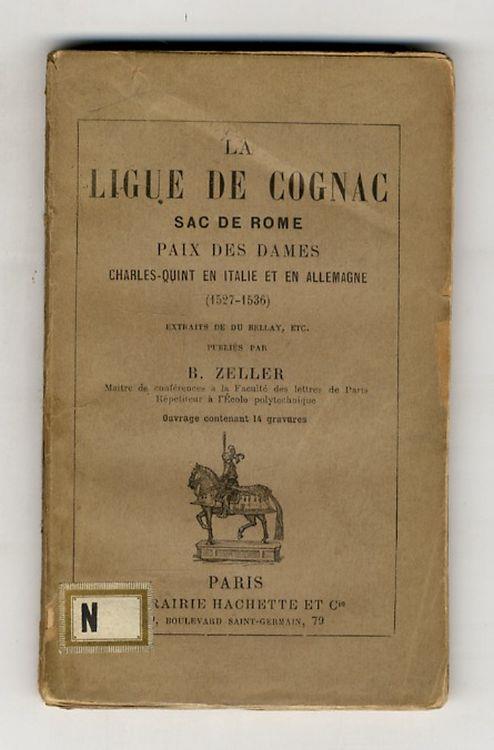 LA
LIGUE DE COGNAC
SAC DE ROME
PAIX DES DAMES
CHARLES-QUINT EN ITALIE ET EN ALLEMAGNE
(1527-1536)
EXTRAITS DE DU BELLAY, ETC.
PUBLIÉS PAR
B. ZELLER
Maître de conférences à la Faculté des lettres de Paris
Répétiteur à l'École polytechnique
Ouvrage contenant 14 gravures
PARIS
RAIRIE HACHETTE ET Cie
, BOULEVARD SAINT-GERMAIN, 79
N